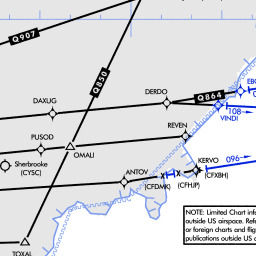 Q907
Q850
EBO
DERDO
Q864
DAXUG
108
VINDI
REVEN
PUSOD
OMALI
Sherbrooke
(CYSC)
KERVO
096
ANTOV
(CFXBH)
(CFDMK)
(CFHJP)
NOTE: Limited Chart info
outside US airspace. Refe
or foreign charts and flig
publications outside US a
TOXAL